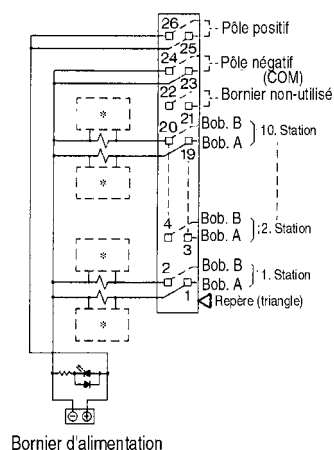 26
Pôle positif
25
24
Pôle négatif
(COM)
23
22
Bornier non-utilisé
21
20
Bob. B
10. Station
Bob. A
19
*
*
4
Bob. B
2. Station
Bob. A
3
*
2
Bob. B
1. Station
Bob. A
1
Repère (triangle)
*
⊖ ⊕
Bornier d'alimentation